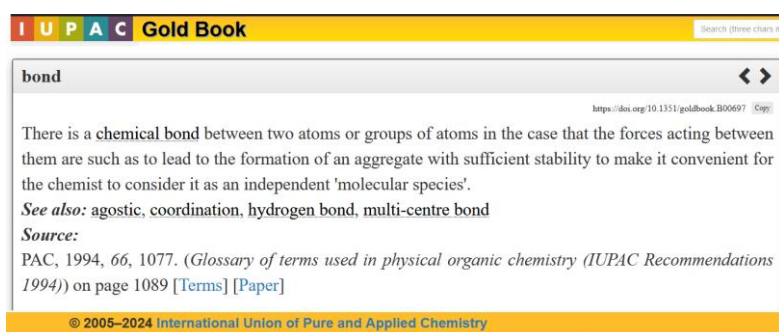 IUPAC Gold Book
Search (three chars
bond
https://doi.org/10.1351/goldbook.B00697 Copy
There is a chemical bond between two atoms or groups of atoms in the case that the forces acting between
them are such as to lead to the formation of an aggregate with sufficient stability to make it convenient for
the chemist to consider it as an independent 'molecular species'.
See also: agostic, coordination, hydrogen bond, multi-centre bond
Source:
PAC, 1994, 66, 1077. (Glossary of terms used in physical organic chemistry (IUPAC Recommendations
1994)) on page 1089 [Terms] [Paper]
© 2005–2024 International Union of Pure and Applied Chemistry